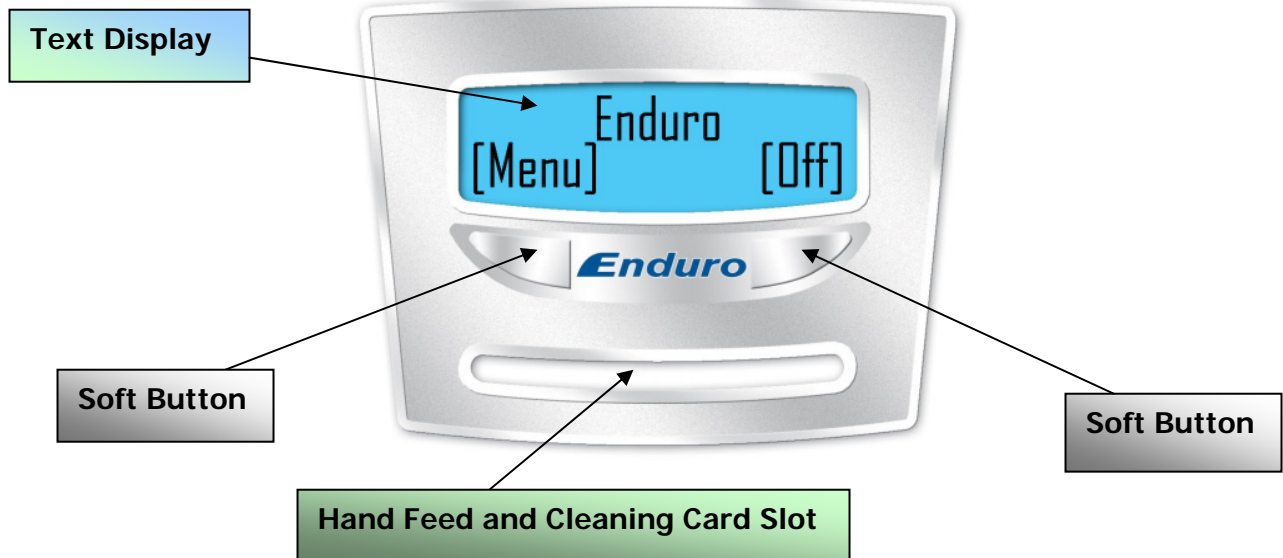 Text Display
Enduro
[Menu] [Off]
Enduro
Soft Button
Soft Button
Hand Feed and Cleaning Card Slot